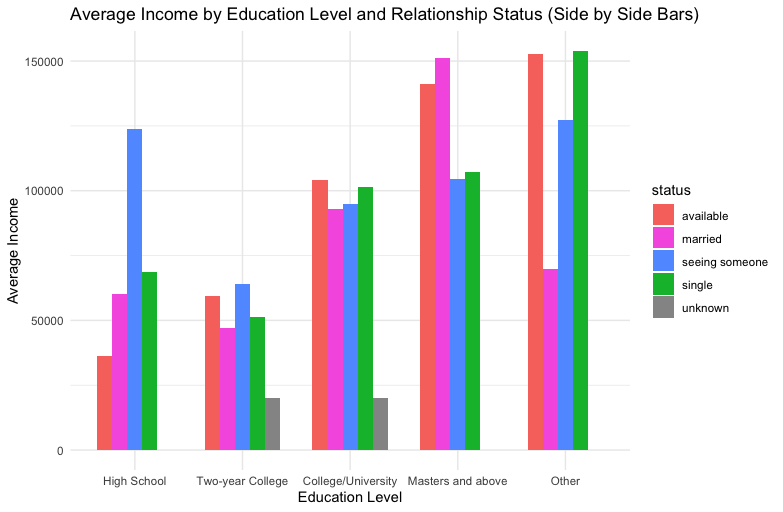 Average Income by Education Level and Relationship Status (Side by Side Bars)
150000
100000
50000
0
Average Income
High School
Two-year College
College/University
Masters and above
Other
Education Level
status
available
married
seeing someone
single
unknown